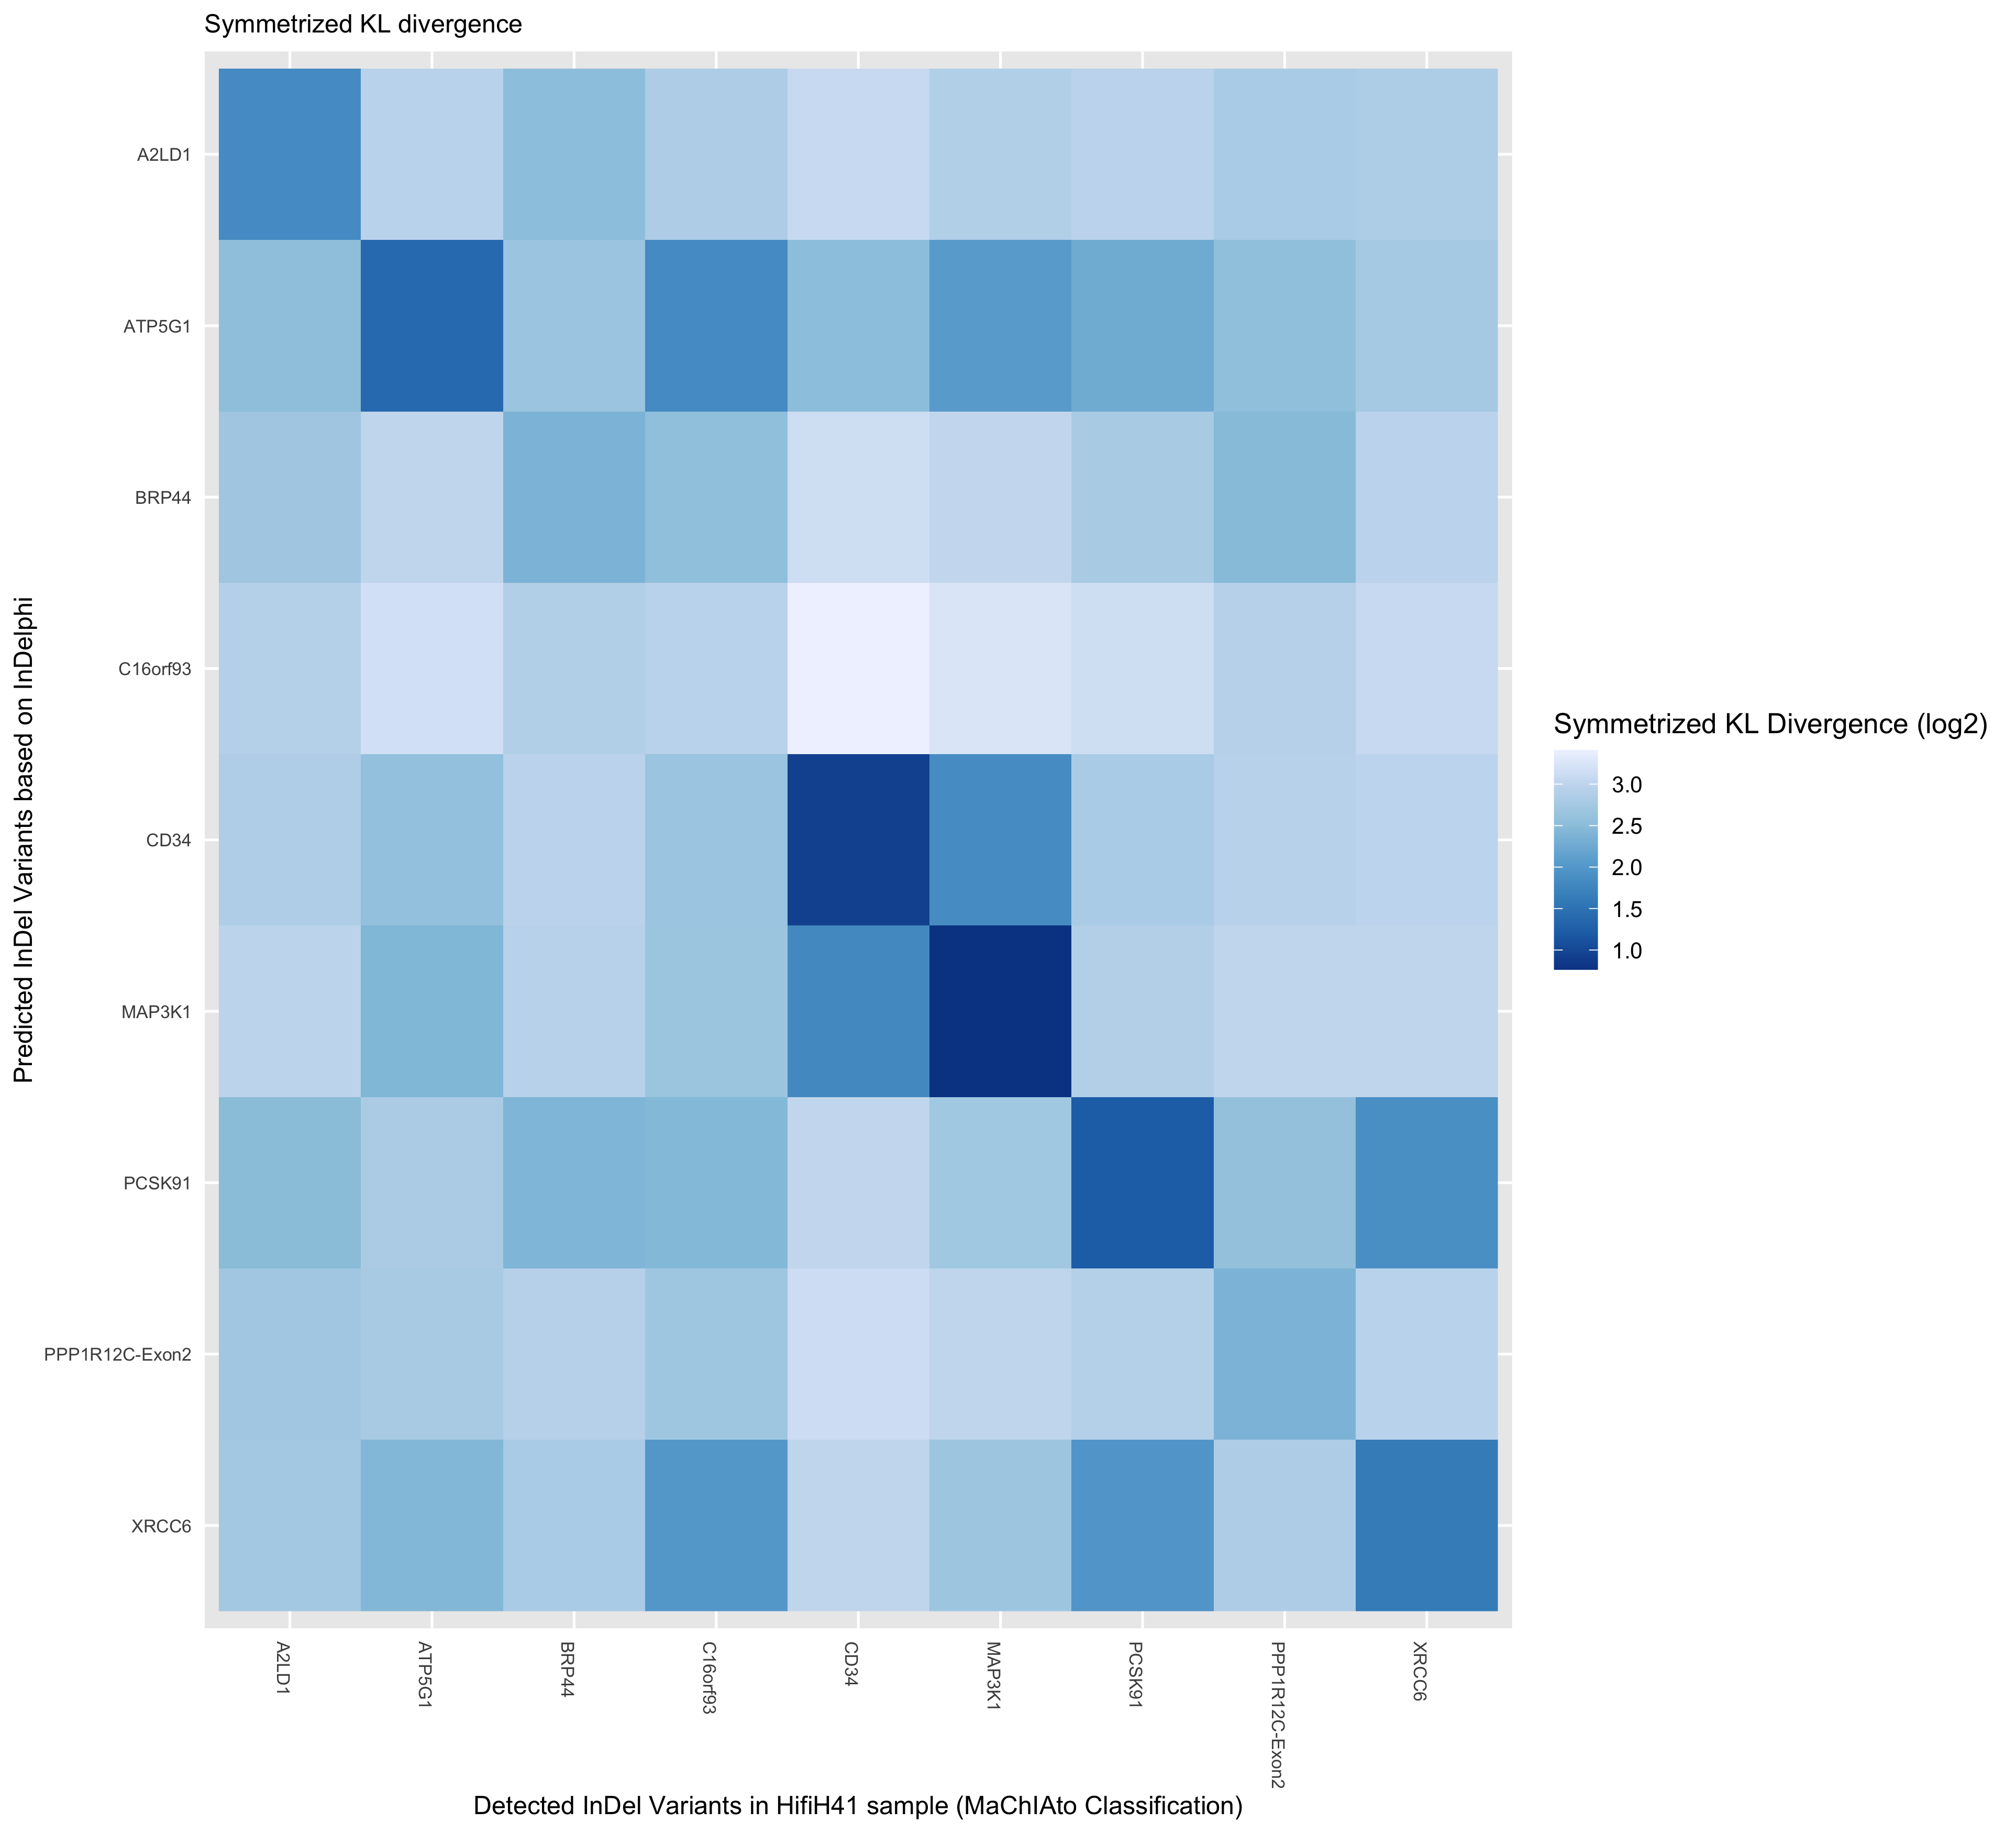 Symmetrized KL divergence
Predicted InDel Variants based on InDelphi
A2LD1
ATP5G1
BRP44
C16orf93
CD34
MAP3K1
PCSK91
PPP1R12C-Exon2
XRCC6
A2LD1
ATP5G1
BRP44
C16orf93
CD34
MAP3K1
PCSK91
PPP1R12C-Exon2
XRCC6
Detected InDel Variants in HifiH41 sample (MaChIAto Classification)
Symmetrized KL Divergence (log2)
3.0
2.5
2.0
1.5
1.0